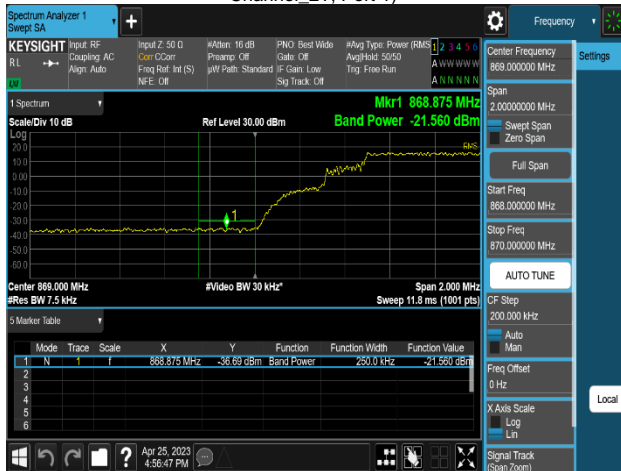 Channel_L1, Port 1)
Spectrum Analyzer 1
Swept SA
+
Frequency
KEYSIGHT
RL
Input: RF
Coupling: AC
Align: Auto
Input Z: 50 Ω
Corr CCorr
Freq Ref: Int (S)
NFE: Off
#Atten: 16 dB
Preamp: Off
µW Path: Standard
PNO: Best Wide
Gate: Off
IF Gain: Low
Sig Track: Off
#Avg Type: Power (RMS
Avg|Hold: 50/50
Trig: Free Run
1 2 3 4 5 6
A W W W W W
A N N N N N
1 Spectrum
Scale/Div 10 dB
Ref Level 30.00 dBm
Mkr1 868.875 MHz
Band Power -21.560 dBm
Log
20.0
10.0
0.00
-10.0
-20.0
-30.0
-40.0
-50.0
-60.0
RMS
1
Center 869.000 MHz
#Video BW 30 kHz*
Span 2.000 MHz
#Res BW 7.5 kHz
Sweep 11.8 ms (1001 pts)
5 Marker Table
Mode Trace Scale X Y Function Function Width Function Value
1 N 1 f 868.875 MHz -36.69 dBm Band Power 250.0 kHz -21.560 dBm
2
3
4
5
6
Center Frequency
869.000000 MHz
Settings
Span
2.00000000 MHz
Swept Span
Zero Span
Full Span
Start Freq
868.000000 MHz
Stop Freq
870.000000 MHz
AUTO TUNE
CF Step
200.000 kHz
Auto
Man
Freq Offset
0 Hz
X Axis Scale
Log
Lin
Local
Signal Track
(Span Zoom)
?
Apr 25, 2023
4:56:47 PM